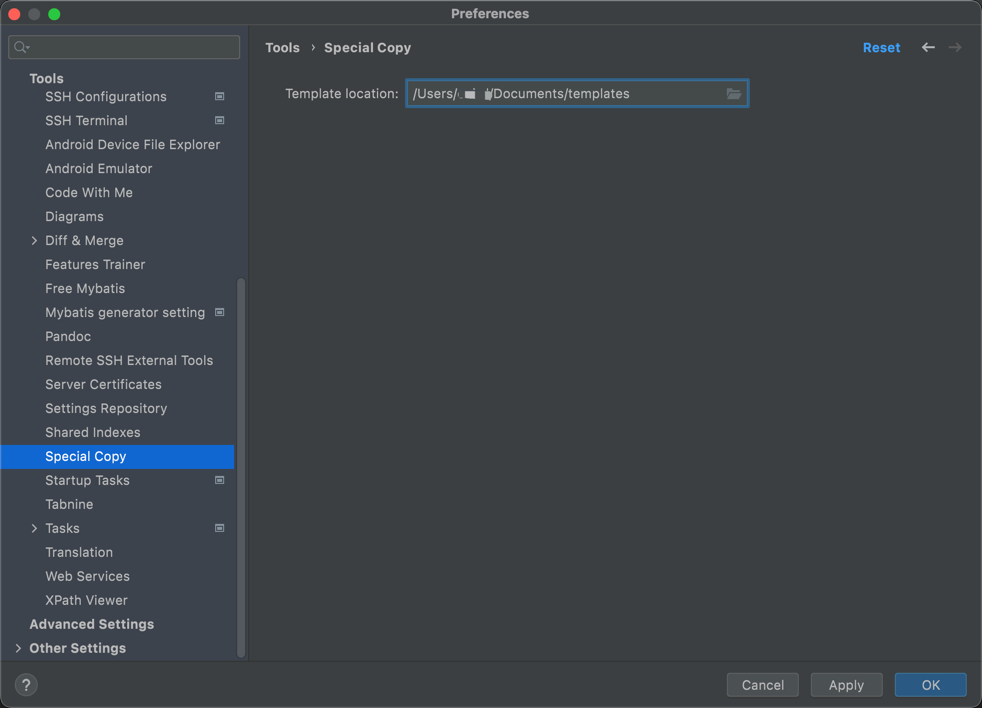 Preferences
Tools
SSH Configurations
SSH Terminal
Android Device File Explorer
Android Emulator
Code With Me
Diagrams
Diff & Merge
Features Trainer
Free Mybatis
Mybatis generator setting
Pandoc
Remote SSH External Tools
Server Certificates
Settings Repository
Shared Indexes
Special Copy
Startup Tasks
Tabnine
Tasks
Translation
Web Services
XPath Viewer
Advanced Settings
Other Settings
Tools › Special Copy
Reset
Template location: /Users/ /Documents/templates
?
Cancel
Apply
OK